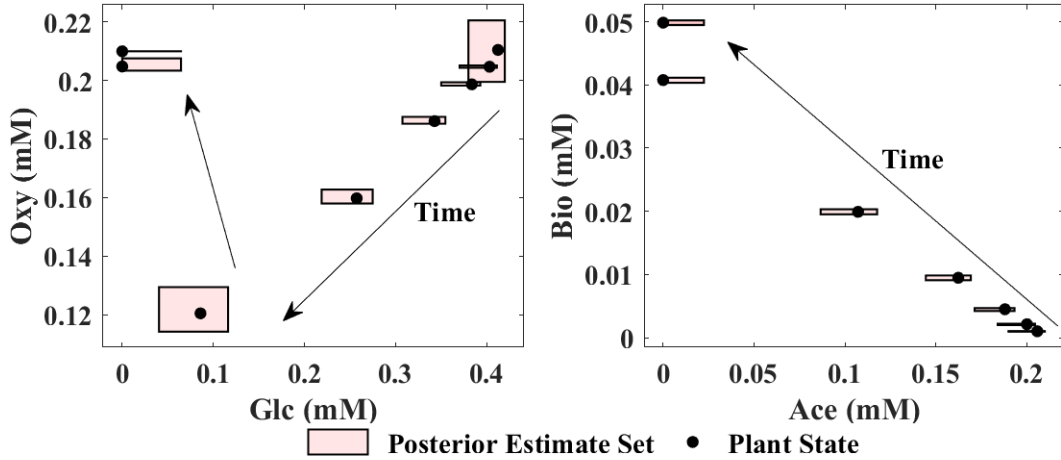 0.22
0.2
0.18
0.16
0.14
0.12
Oxy (mM)
0
0.1
0.2
0.3
0.4
Glc (mM)
Time
0.05
0.04
0.03
0.02
0.01
0
Bio (mM)
0
0.05
0.1
0.15
0.2
Ace (mM)
Time
Posterior Estimate Set
Plant State